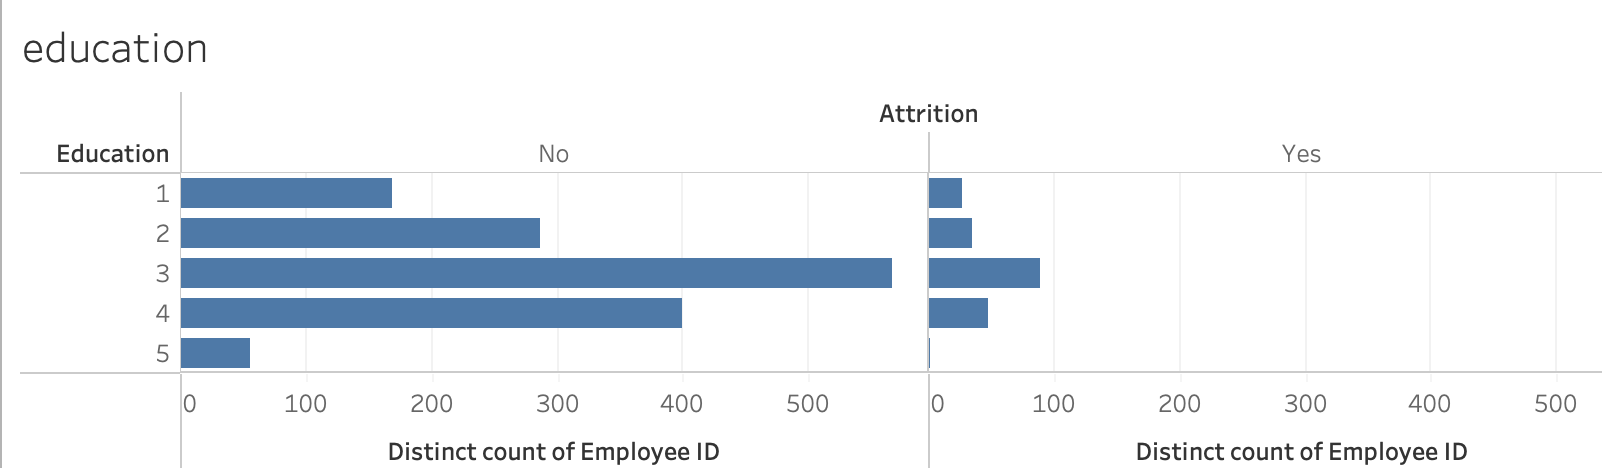 education
Attrition
Education No Yes
1
2
3
4
5
0 100 200 300 400 500 0 100 200 300 400 500
Distinct count of Employee ID Distinct count of Employee ID